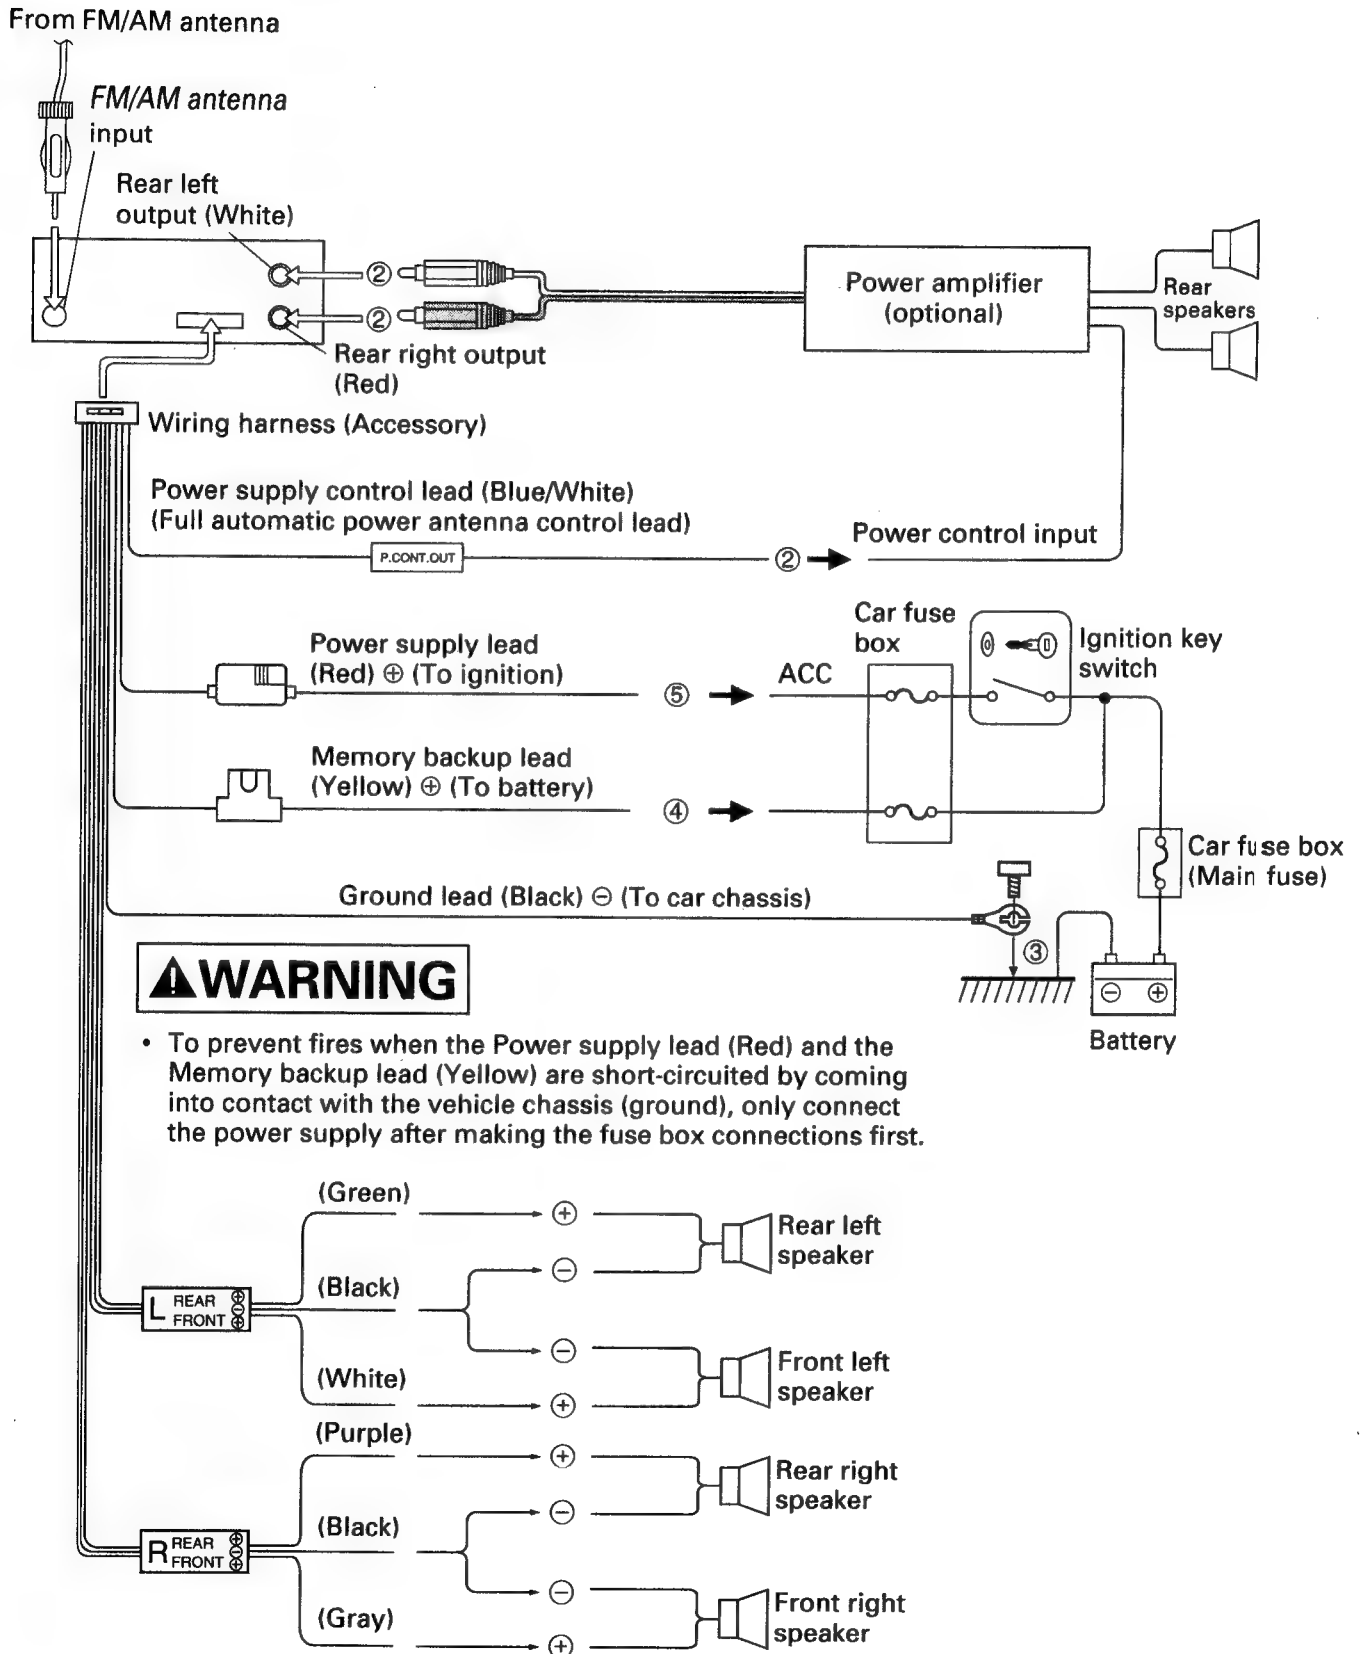 From FM/AM antenna
FM/AM antenna
input
Rear left
output (White)
②
②
Rear right output
(Red)
Power amplifier
(optional)
Rear
speakers
Wiring harness (Accessory)
Power supply control lead (Blue/White)
(Full automatic power antenna control lead)
P.CONT.OUT
②
Power control input
Power supply lead
(Red) ⊕ (To ignition)
⑤
ACC
Car fuse
box
Ignition key
switch
Memory backup lead
(Yellow) ⊕ (To battery)
④
Car fuse box
(Main fuse)
Ground lead (Black) ⊖ (To car chassis)
③
⊖ ⊕
Battery
WARNING
• To prevent fires when the Power supply lead (Red) and the
Memory backup lead (Yellow) are short-circuited by coming
into contact with the vehicle chassis (ground), only connect
the power supply after making the fuse box connections first.
(Green)
⊕
Rear left
speaker
(Black)
⊖
L REAR ⊕
⊖
FRONT ⊕
⊖
Front left
speaker
(White)
⊕
(Purple)
⊕
Rear right
speaker
(Black)
⊖
R REAR ⊕
⊖
FRONT ⊕
⊖
Front right
speaker
(Gray)
⊕